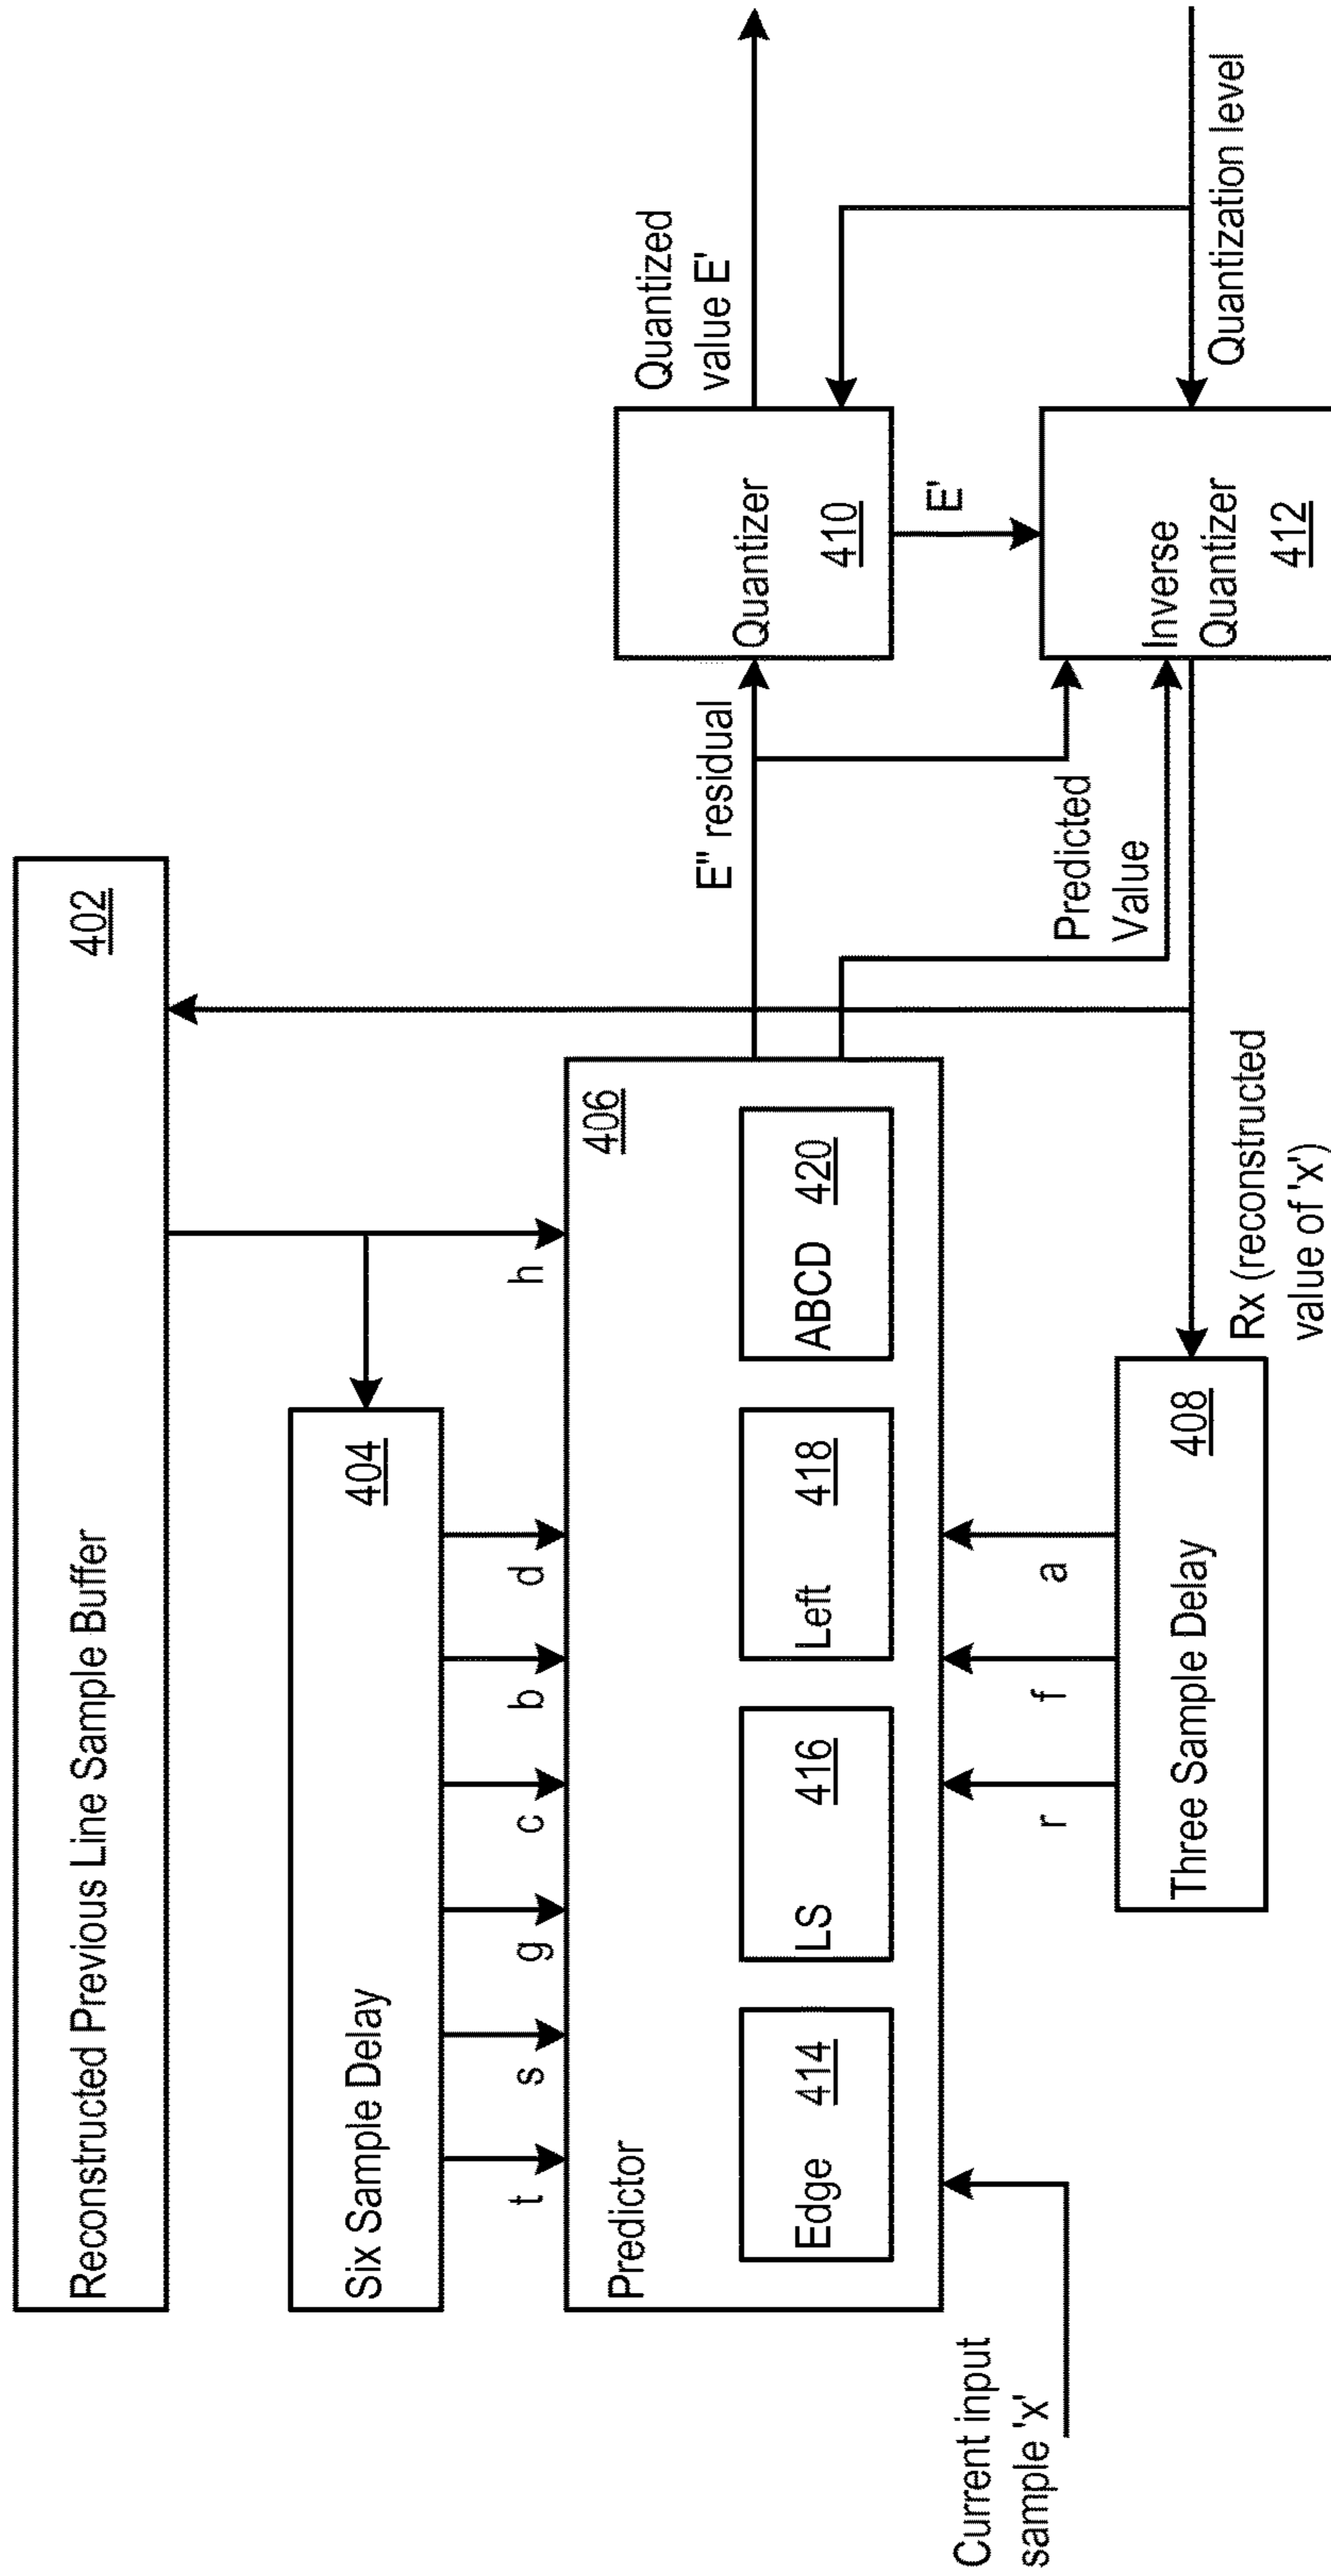 Reconstructed Previous Line Sample Buffer
402
Six Sample Delay
404
t
s
g
c
b
d
h
Predictor
406
Edge
414
LS
416
Left
418
ABCD
420
Current input
sample 'x'
r
f
a
Three Sample Delay
408
Rx (reconstructed
value of 'x')
E" residual
Predicted
Value
Quantizer
410
E'
Inverse
Quantizer
412
Quantized
value E'
Quantization level